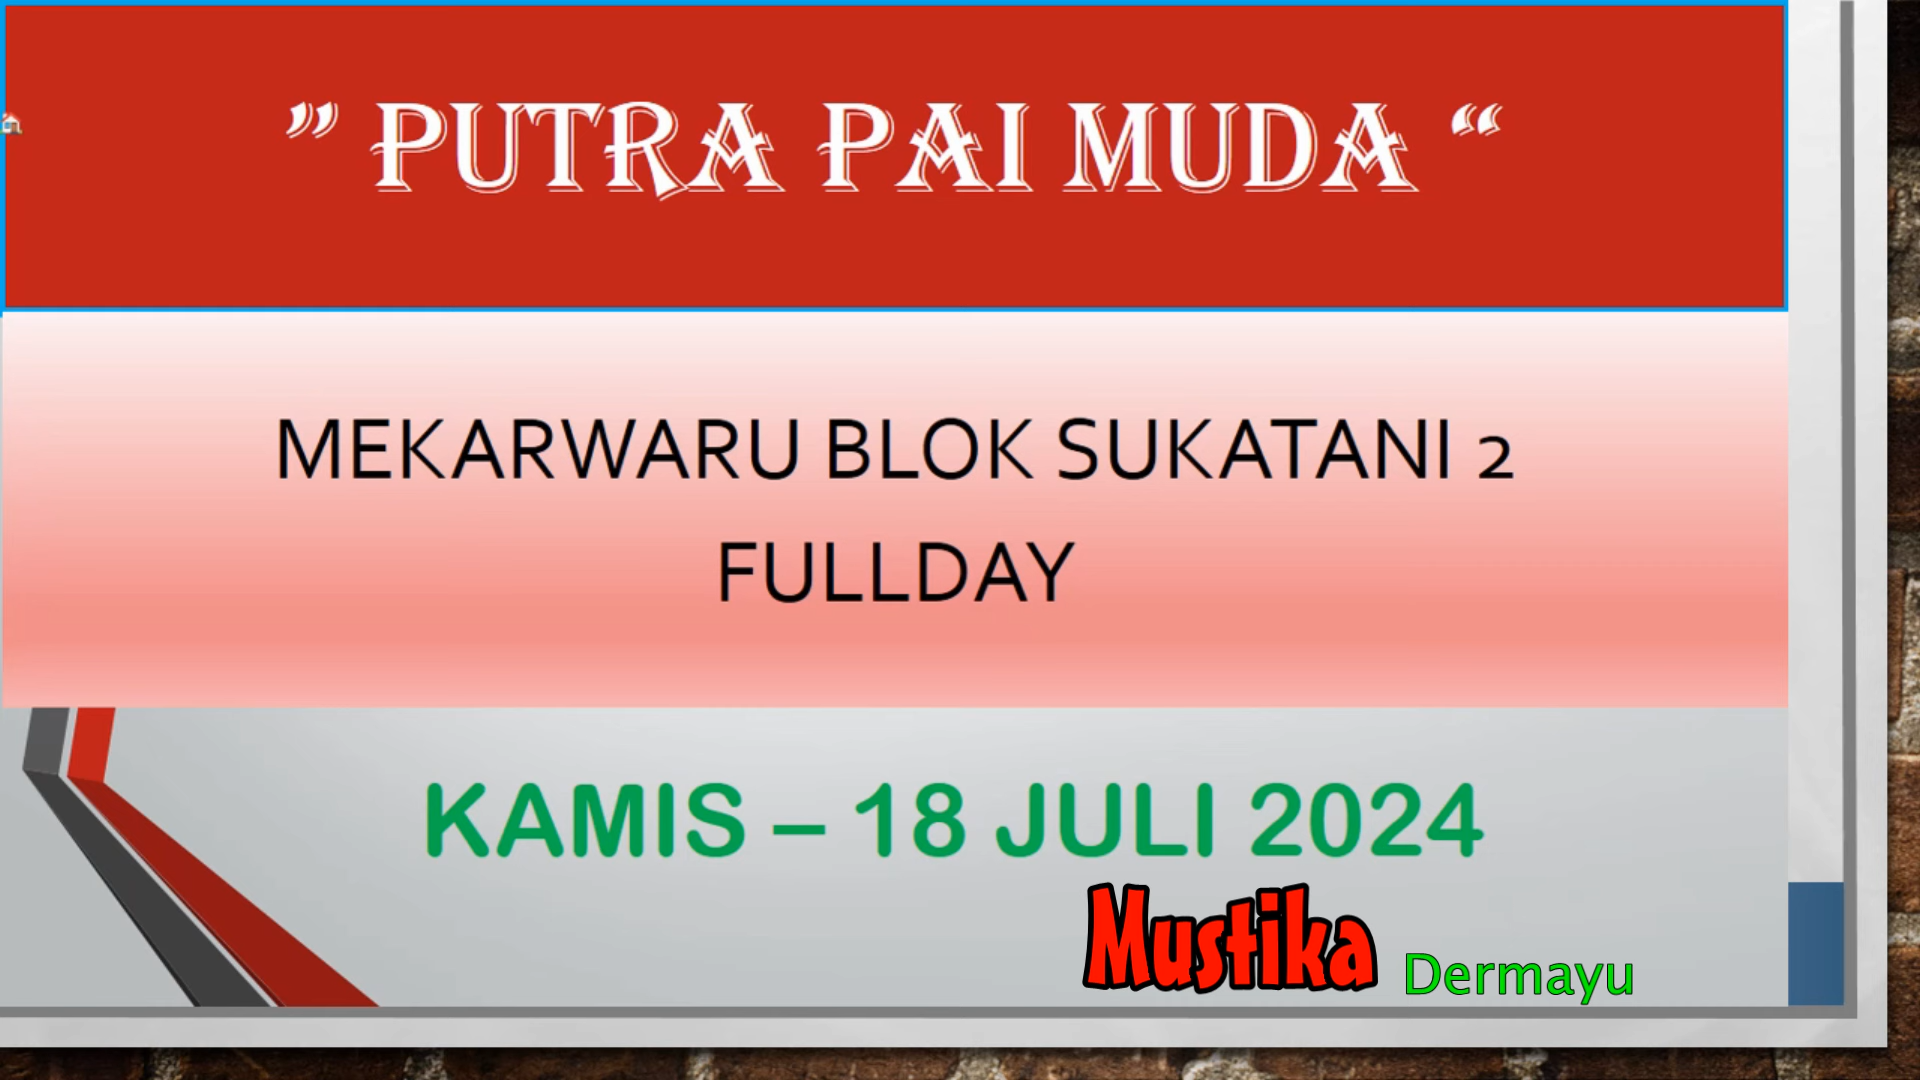 ” PUTRA PAI MUDA “
MEKARWARU BLOK SUKATANI 2
FULLDAY
KAMIS – 18 JULI 2024
Mustika Dermayu